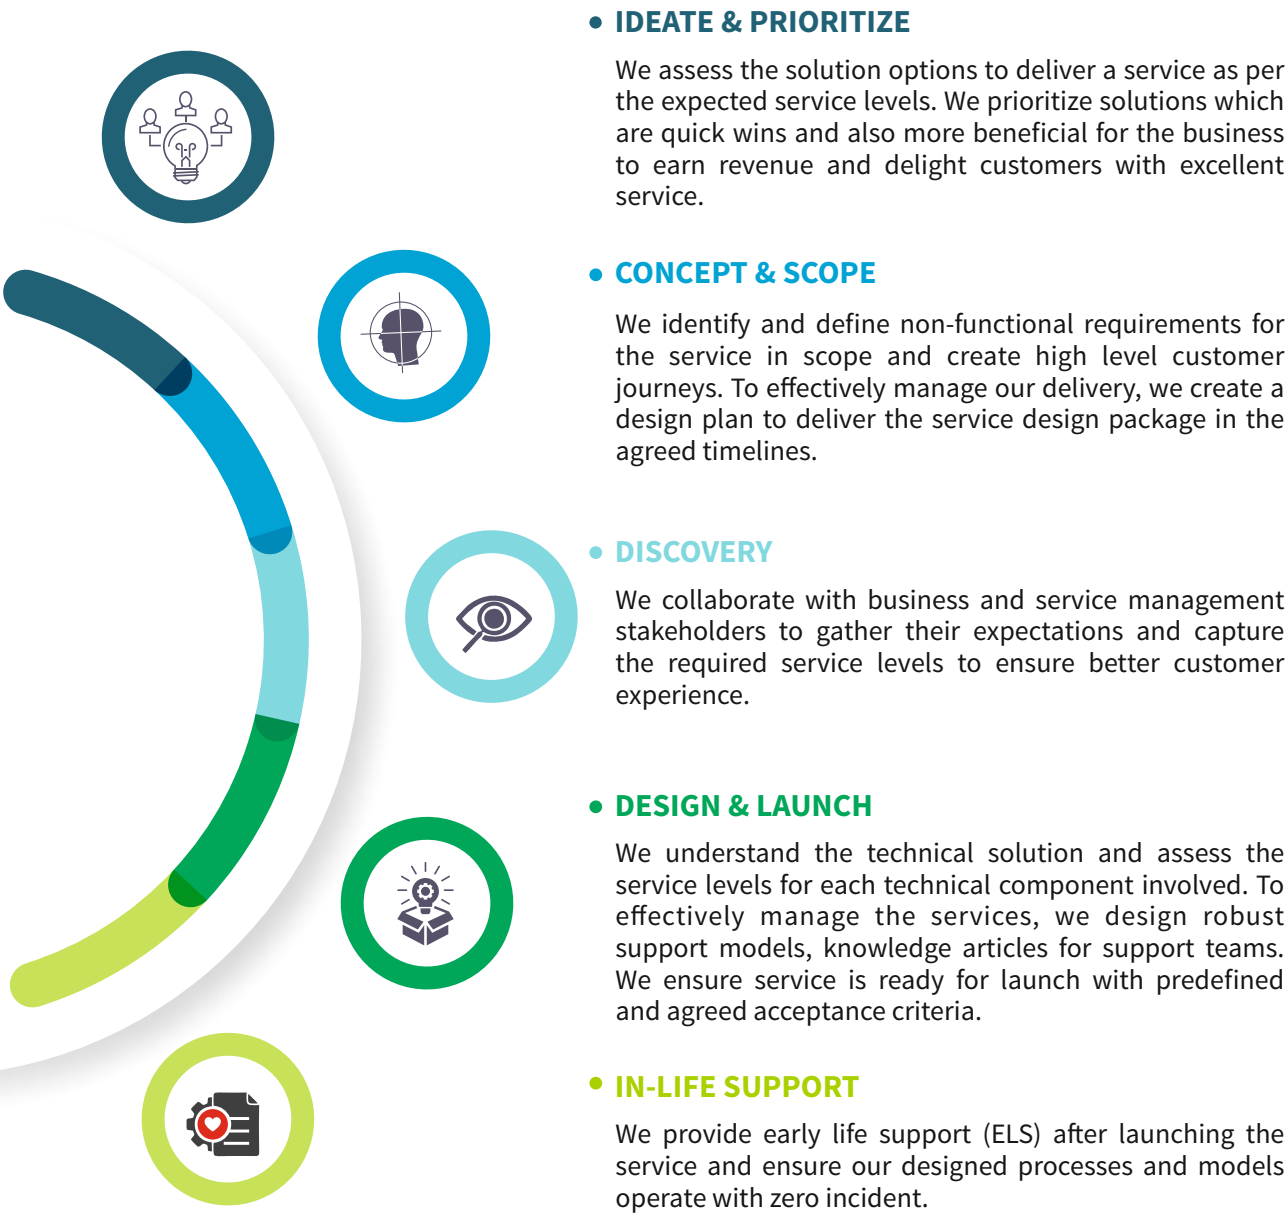 IDEATE & PRIORITIZE
We assess the solution options to deliver a service as per
the expected service levels. We prioritize solutions which
are quick wins and also more beneficial for the business
to earn revenue and delight customers with excellent
service.
CONCEPT & SCOPE
We identify and define non-functional requirements for
the service in scope and create high level customer
journeys. To effectively manage our delivery, we create a
design plan to deliver the service design package in the
agreed timelines.
DISCOVERY
We collaborate with business and service management
stakeholders to gather their expectations and capture
the required service levels to ensure better customer
experience.
DESIGN & LAUNCH
We understand the technical solution and assess the
service levels for each technical component involved. To
effectively manage the services, we design robust
support models, knowledge articles for support teams.
We ensure service is ready for launch with predefined
and agreed acceptance criteria.
IN-LIFE SUPPORT
We provide early life support (ELS) after launching the
service and ensure our designed processes and models
operate with zero incident.